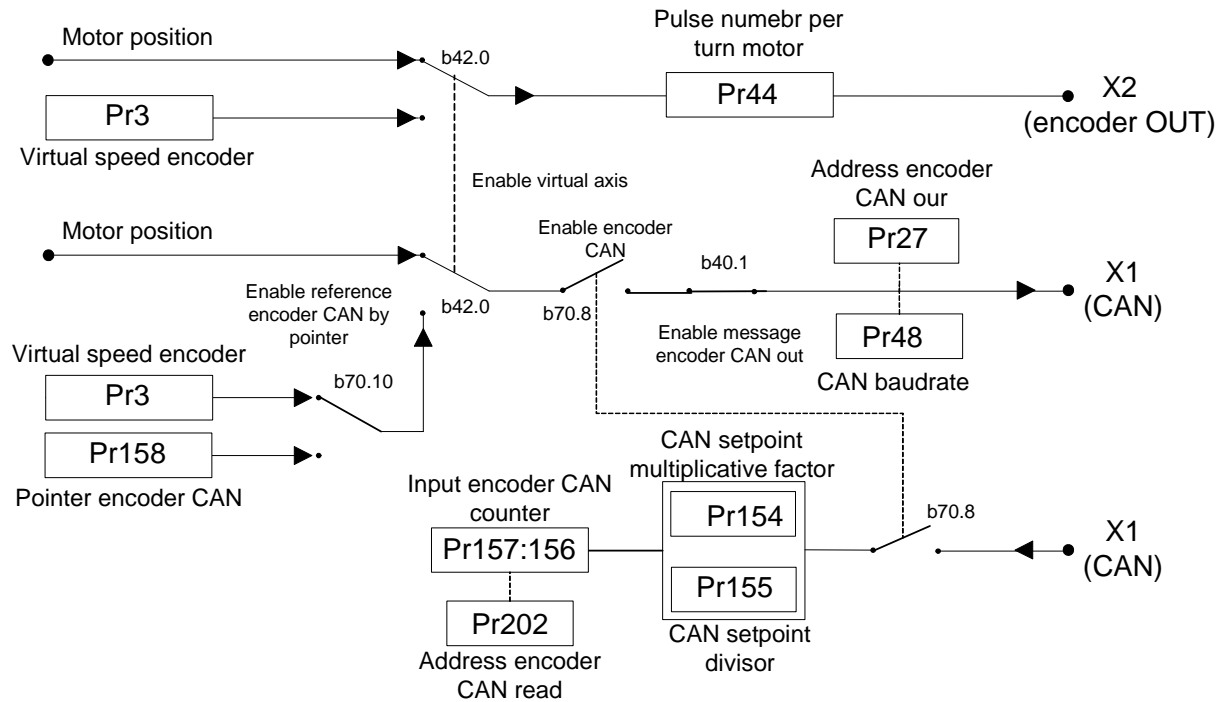 Motor position
b42.0
Pulse numebr per
turn motor
Pr44
X2
(encoder OUT)
Pr3
Virtual speed encoder
Enable virtual axis
Address encoder
CAN our
Pr27
Motor position
Enable encoder
CAN
b40.1
X1
(CAN)
Enable reference
encoder CAN by
pointer
b42.0
b70.8
Enable message
encoder CAN out
Pr48
CAN baudrate
Virtual speed encoder
Pr3
b70.10
Pr158
Pointer encoder CAN
CAN setpoint
multiplicative factor
Input encoder CAN
counter
Pr154
b70.8
X1
(CAN)
Pr157:156
Pr155
Pr202
CAN setpoint
divisor
Address encoder
CAN read